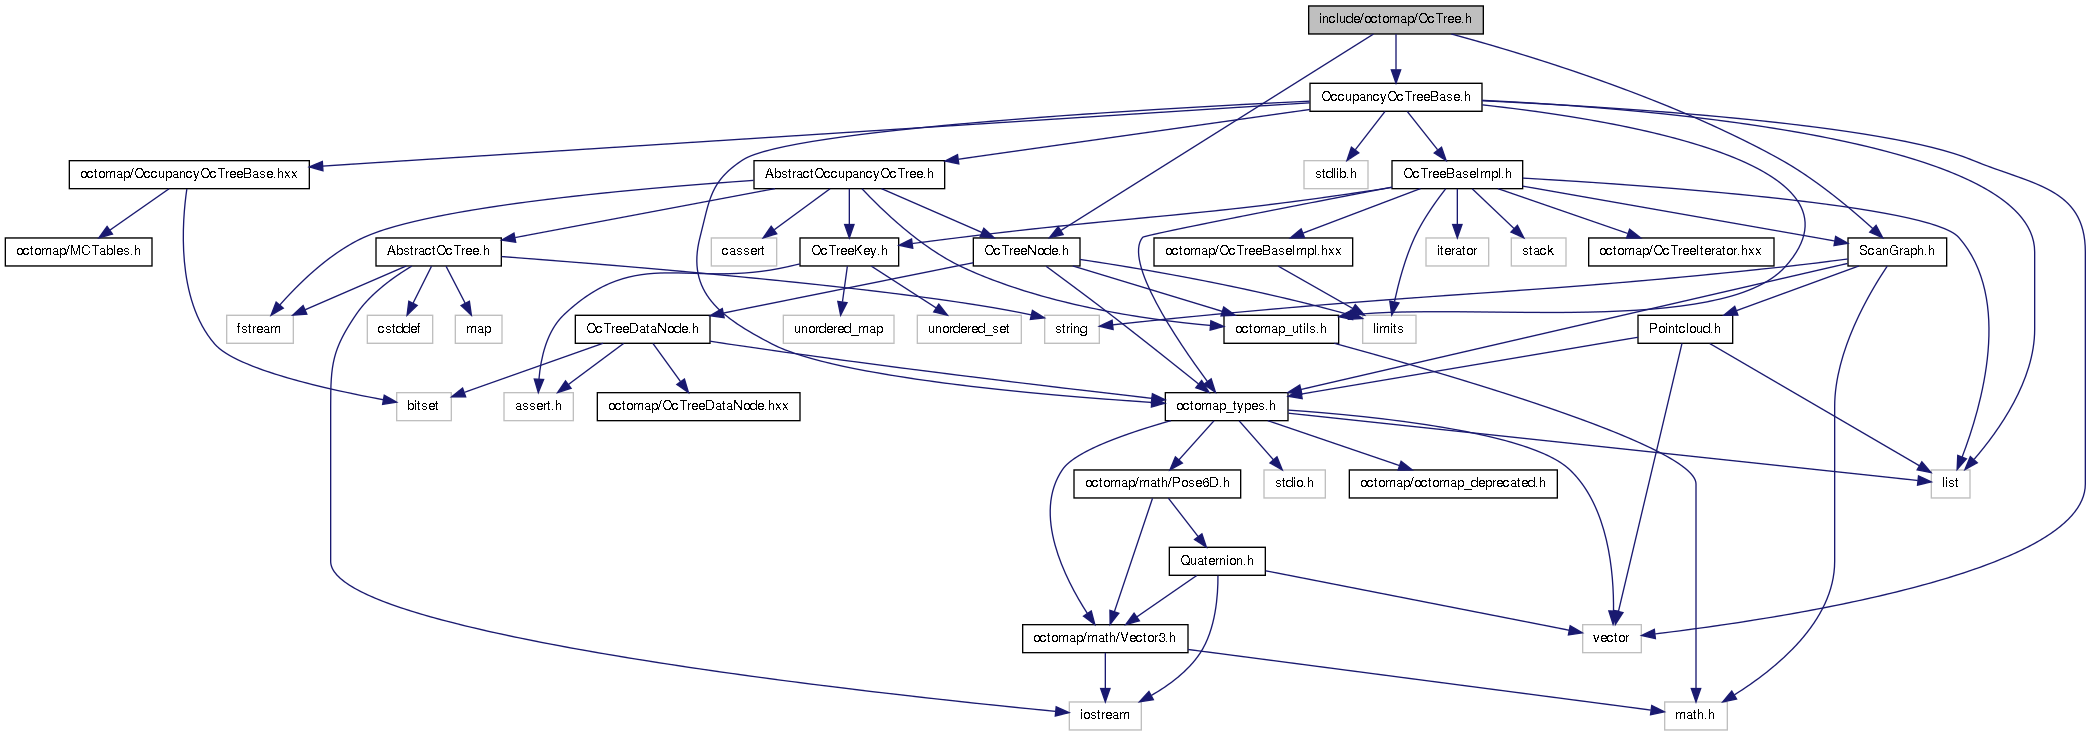 include/octomap/OcTree.h
OccupancyOcTreeBase.h
octomap/OccupancyOcTreeBase.hxx
AbstractOccupancyOcTree.h
stdlib.h
OcTreeBaseImpl.h
octomap/MCTables.h
AbstractOcTree.h
cassert
OcTreeKey.h
OcTreeNode.h
octomap/OcTreeBaseImpl.hxx
iterator
stack
octomap/OcTreeIterator.hxx
ScanGraph.h
fstream
cstddef
map
OcTreeDataNode.h
unordered_map
unordered_set
string
octomap_utils.h
limits
Pointcloud.h
bitset
assert.h
octomap/OcTreeDataNode.hxx
octomap_types.h
octomap/math/Pose6D.h
stdio.h
octomap/octomap_deprecated.h
list
Quaternion.h
octomap/math/Vector3.h
vector
iostream
math.h